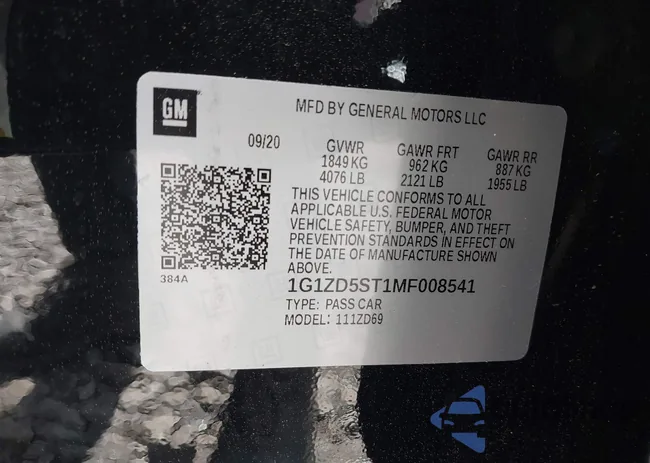 GM
MFD BY GENERAL MOTORS LLC
09/20
GVWR GAWR FRT GAWR RR
1849 KG 962 KG 887 KG
4076 LB 2121 LB 1955 LB
THIS VEHICLE CONFORMS TO ALL
APPLICABLE U.S. FEDERAL MOTOR
VEHICLE SAFETY, BUMPER, AND THEFT
PREVENTION STANDARDS IN EFFECT ON
THE DATE OF MANUFACTURE SHOWN
ABOVE.
384A
1G1ZD5ST1MF008541
TYPE: PASS CAR
MODEL: 111ZD69